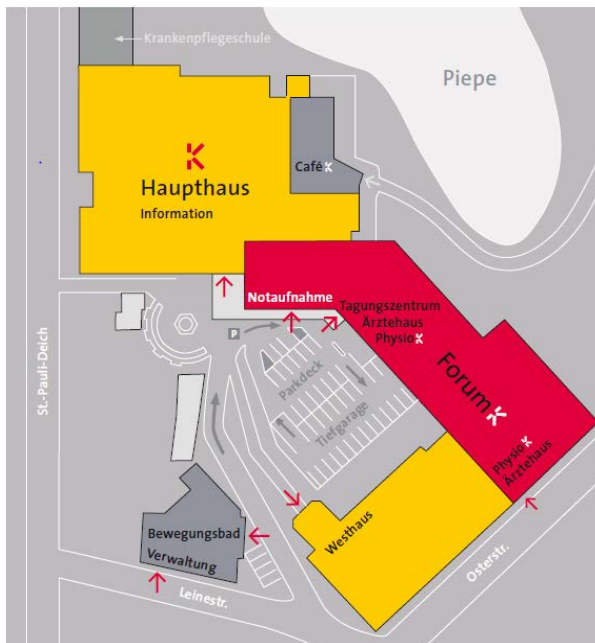 Krankenpflegeschule
Piepe
Café K
K
Haupthaus
Information
Notaufnahme
Tagungszentrum
Ärztehaus
Physio K
P
Parkdeck
Tiefgarage
Forum K
Physio K
Ärztehaus
St.-Pauli-Deich
Westhaus
Bewegungsbad
Verwaltung
Osterstr.
Leinestr.